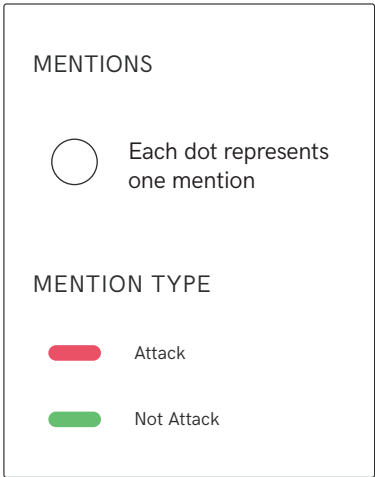 MENTIONS
Each dot represents
one mention
MENTION TYPE
Attack
Not Attack